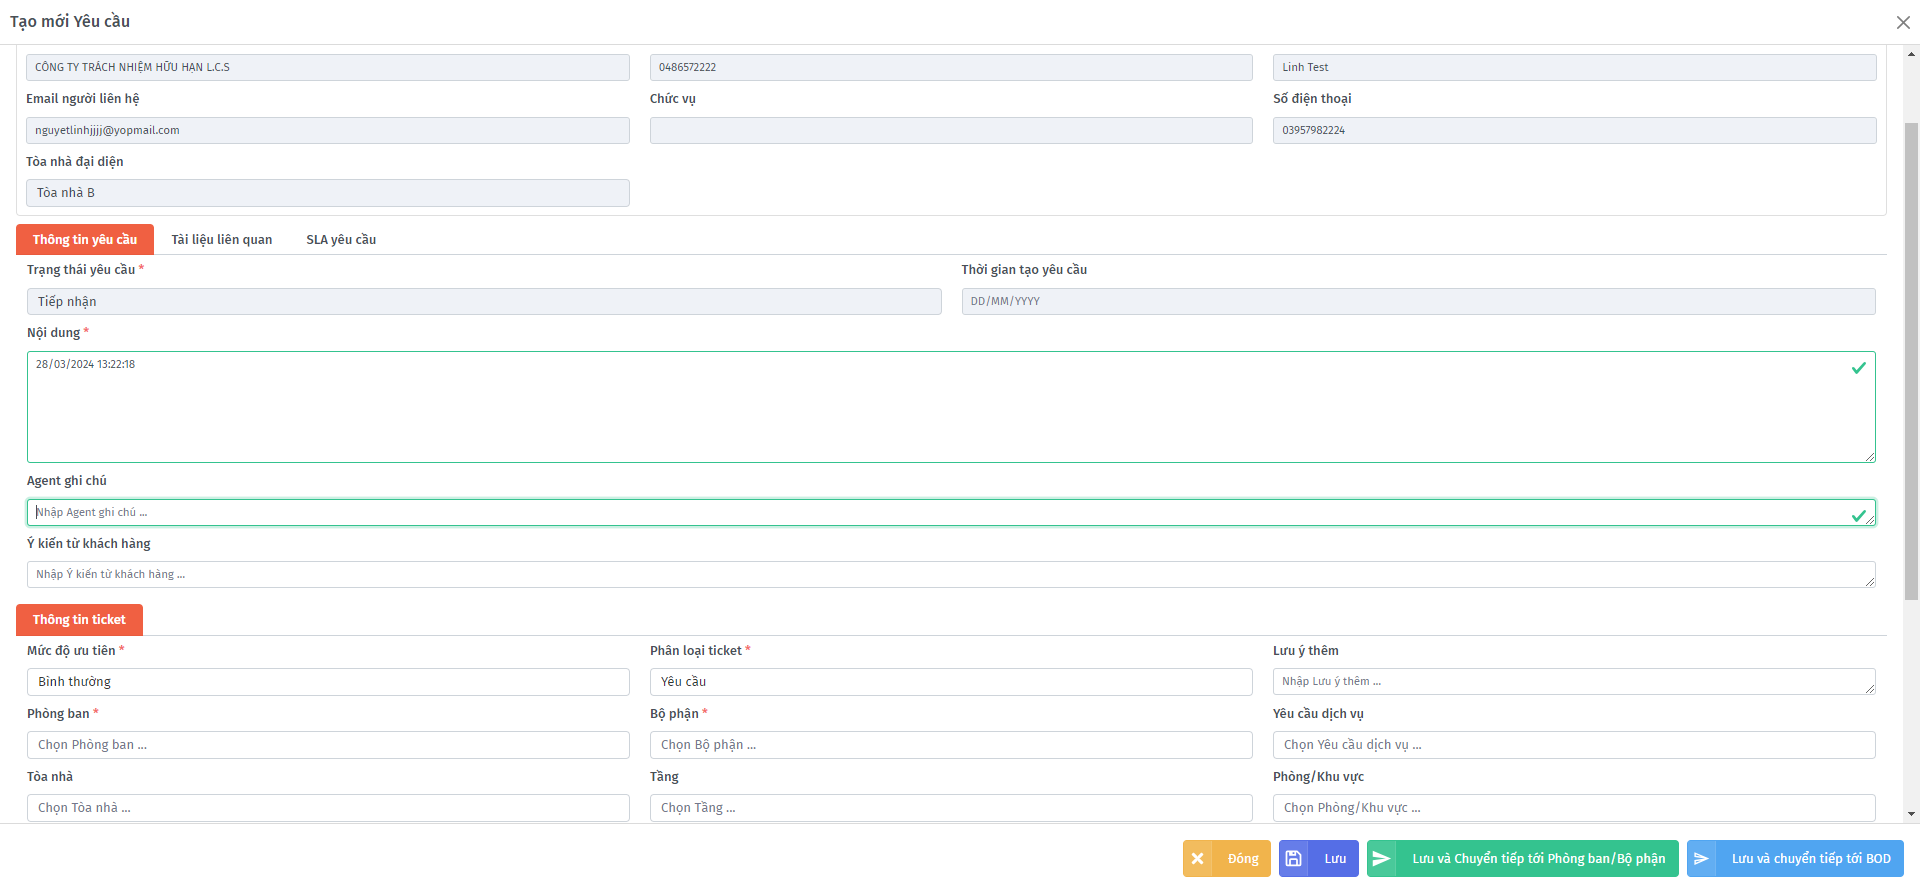 Tạo mới Yêu cầu
CÔNG TY TRÁCH NHIỆM HỮU HẠN L.C.S 0486572222 Linh Test
Email người liên hệ Chức vụ Số điện thoại
nguyetlinhjjjj@yopmail.com 03957982224
Tòa nhà đại diện
Tòa nhà B
Thông tin yêu cầu Tài liệu liên quan SLA yêu cầu
Trạng thái yêu cầu * Thời gian tạo yêu cầu
Tiếp nhận DD/MM/YYYY
Nội dung *
28/03/2024 13:22:18
Agent ghi chú
Nhập Agent ghi chú ...
Ý kiến từ khách hàng
Nhập Ý kiến từ khách hàng ...
Thông tin ticket
Mức độ ưu tiên * Phân loại ticket * Lưu ý thêm
Bình thường Yêu cầu Nhập Lưu ý thêm ...
Phòng ban * Bộ phận * Yêu cầu dịch vụ
Chọn Phòng ban ... Chọn Bộ phận ... Chọn Yêu cầu dịch vụ ...
Tòa nhà Tầng Phòng/Khu vực
Chọn Tòa nhà ... Chọn Tầng ... Chọn Phòng/Khu vực ...
Đóng Lưu Lưu và Chuyển tiếp tới Phòng ban/Bộ phận Lưu và chuyển tiếp tới BOD